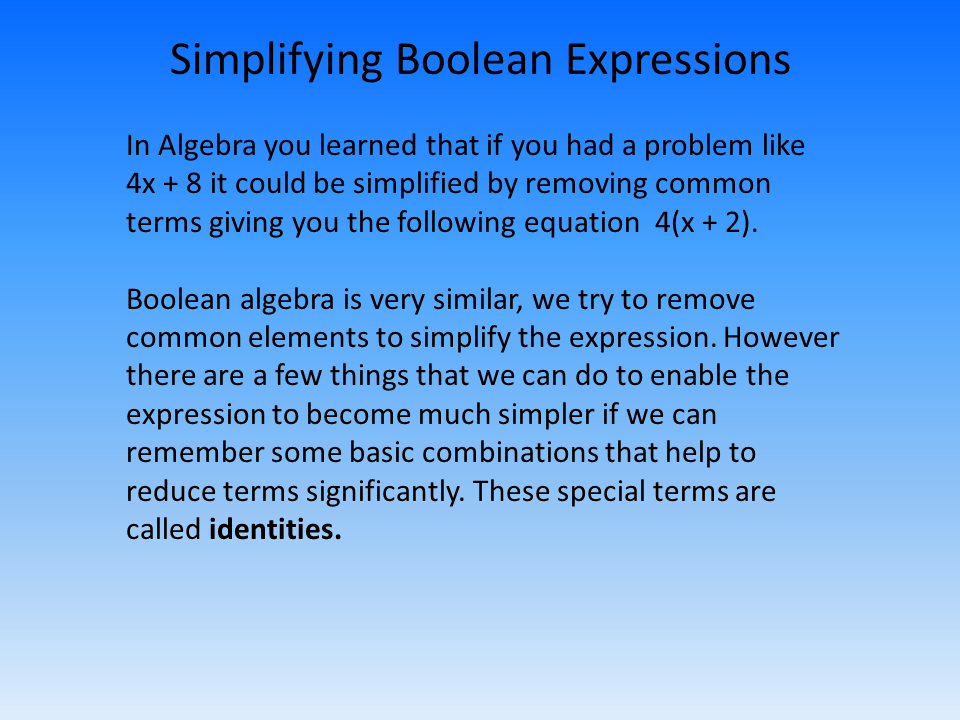 Simplifying Boolean Expressions
In Algebra you learned that if you had a problem like
4x + 8 it could be simplified by removing common
terms giving you the following equation  4(x + 2).
Boolean algebra is very similar, we try to remove
common elements to simplify the expression. However
there are a few things that we can do to enable the
expression to become much simpler if we can
remember some basic combinations that help to
reduce terms significantly. These special terms are
called identities.